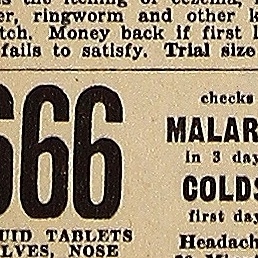 the itching of eczema,
er, ringworm and other k
tch. Money back if first
fails to satisfy. Trial size
666
checks
MALAR
in 3 day
COLDS
first day
UID TABLETS
LVES, NOSE
Headach